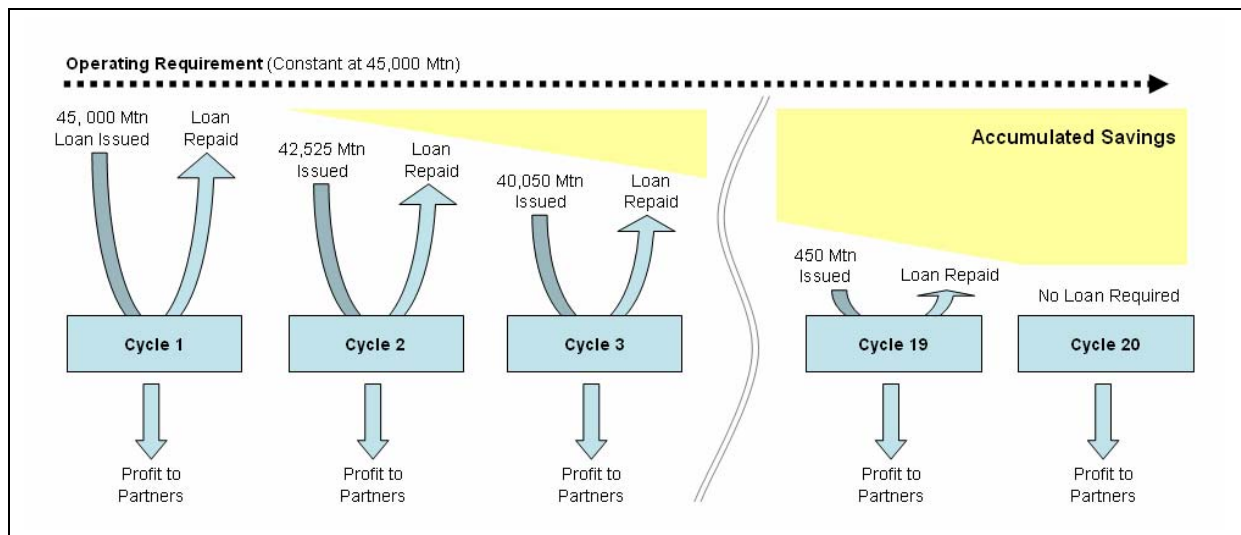 Operating Requirement (Constant at 45,000 Mtn)
45, 000 Mtn
Loan Issued
Loan
Repaid
42,525 Mtn
Issued
Loan
Repaid
40,050 Mtn
Issued
Loan
Repaid
Accumulated Savings
450 Mtn
Issued
Loan Repaid
No Loan Required
Cycle 1
Cycle 2
Cycle 3
Cycle 19
Cycle 20
Profit to
Partners
Profit to
Partners
Profit to
Partners
Profit to
Partners
Profit to
Partners